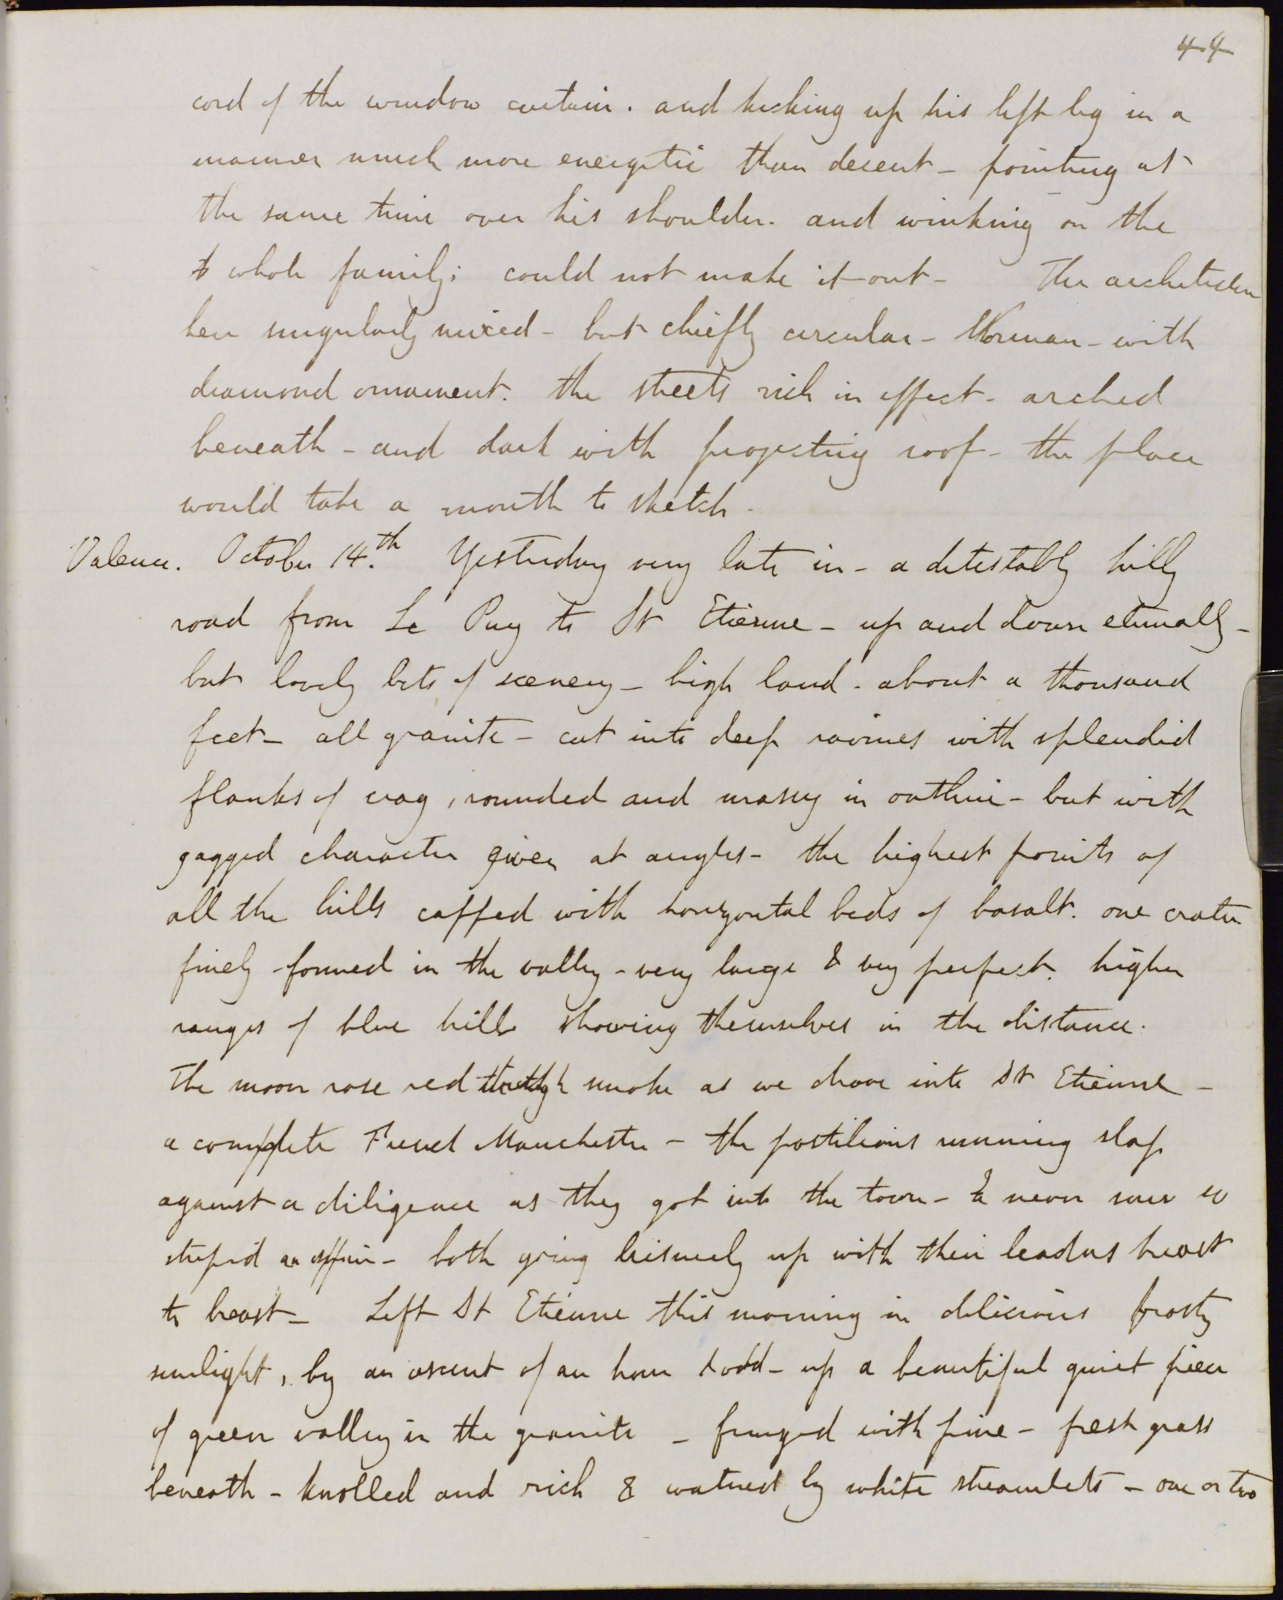 44
cord of the window curtain. and kicking up his left leg in a
manner much more energetic than decent - pointing at
the same time over his shoulder. and winking on the
whole family; could not make it out - The architecture
here singularly mixed - but chiefly circular - Norman - with
diamond ornament. the streets rich in effect - arched
beneath - and dark with projecting roof - the place
would take a month to sketch.
Valence. October 14.th Yesterday very late in - a detestably hilly
road from Le Puy to St Etienne - up and down eternally -
but lovely bits of scenery - high land. about a thousand
feet - all granite - cut into deep ravines with splendid
flanks of crag, rounded and massy in outline - but with
jagged character given at angles - the highest points of
all the hills capped with horizontal beds of basalt. one crater
finely formed in the valley - very large & very perfect. higher
ranges of blue hills showing themselves in the distance.
The moon rose red through smoke as we drove into St Etienne -
a complete French Manchester - the postilions running slap
against a diligence as they got into the town - I never saw so
stupid an affair - both going leisurely up with their leaders breast
to breast - Left St Etienne this morning in delicious frosty
sunlight, by an ascent of an hour & odd - up a beautiful quiet piece
of green valley in the granite - fringed with pine - fresh grass
beneath - knolled and rich & watered by white streamlets - one or two